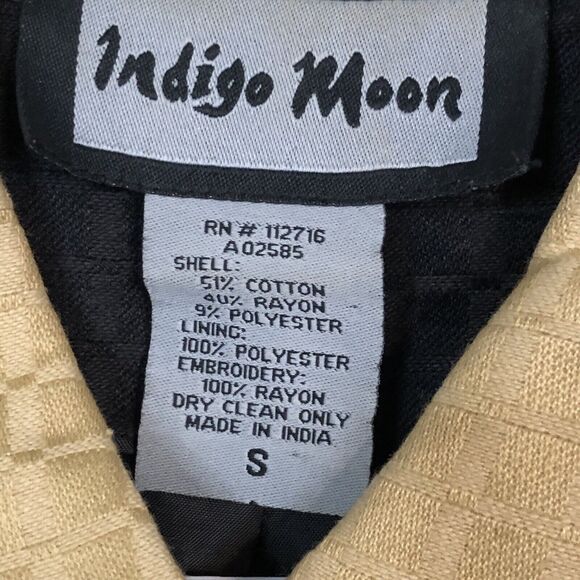 Indigo Moon
RN # 112716
A02585
SHELL:
51% COTTON
40% RAYON
9% POLYESTER
LINING:
100% POLYESTER
EMBROIDERY:
100% RAYON
DRY CLEAN ONLY
MADE IN INDIA
S